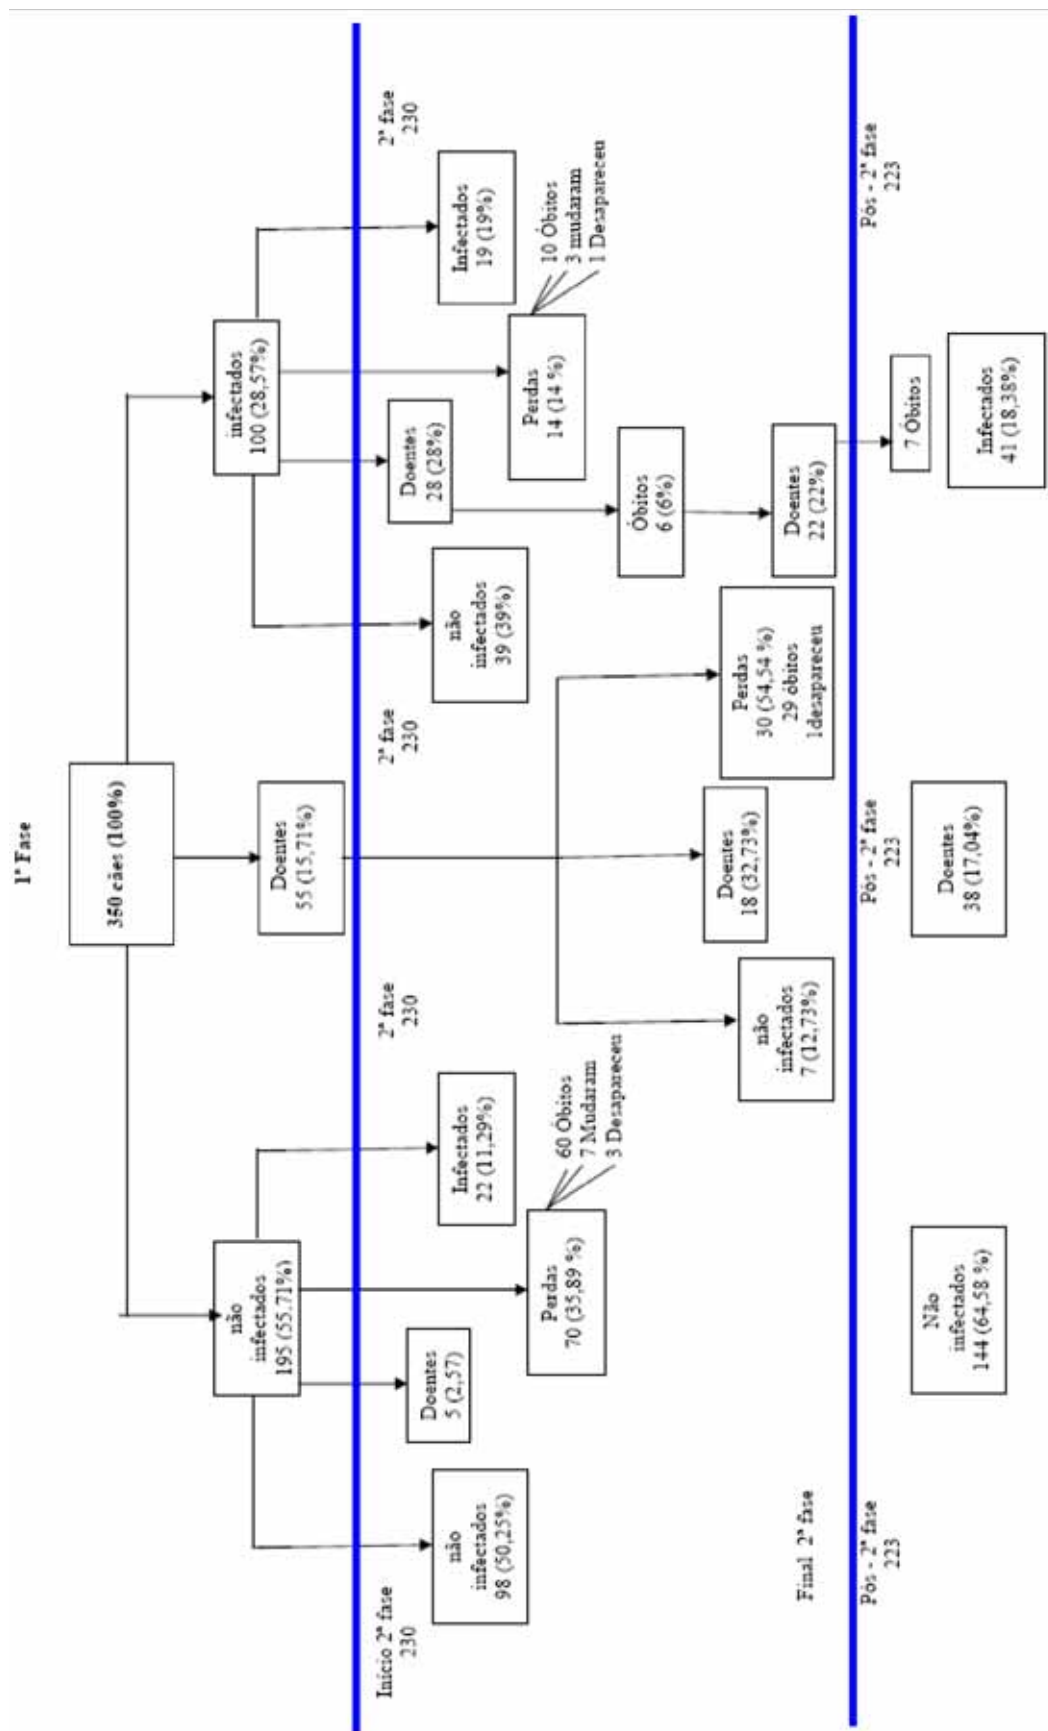 1ª Fase
350 cães (100%)
não
infectados
195 (55.71%)
Doentes
55 (15,71%)
infectados
100 (28,57%)
Início 2ª fase
230
2ª fase
230
2ª fase
230
2ª fase
230
não
infectados
98 (50,25%)
Doentes
5 (2,57)
Perdas
70 (35,89 %)
60 Óbitos
7 Mudaram
3 Desapareceu
Infectados
22 (11,29%)
não
infectados
39 (39%)
Doentes
28 (28%)
Perdas
14 (14 %)
10 Óbitos
3 mudaram
1 Desapareceu
Infectados
19 (19%)
não
infectados
7 (12,73%)
Doentes
18 (32,73%)
Perdas
30 (54,54 %)
29 óbitos
1desapareceu
Óbitos
6 (6%)
Doentes
22 (22%)
Final 2ª fase
Pós - 2ª fase
223
Pós - 2ª fase
223
Pós - 2ª fase
223
7 Óbitos
Não
infectados
144 (64,58 %)
Doentes
38 (17,04%)
Infectados
41 (18,38%)